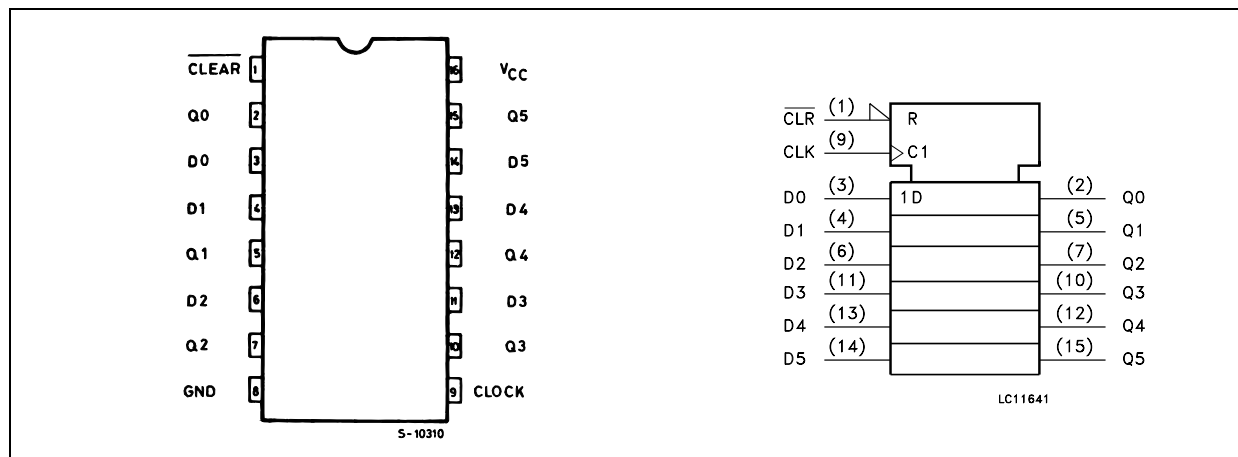 CLEAR 1 16 VCC
Q0 2 15 Q5
D0 3 14 D5
D1 4 13 D4
Q1 5 12 Q4
D2 6 11 D3
Q2 7 10 Q3
GND 8 9 CLOCK
S-10310
CLR (1) R
CLK (9) C1
D0 (3) 1D (2) Q0
D1 (4) (5) Q1
D2 (6) (7) Q2
D3 (11) (10) Q3
D4 (13) (12) Q4
D5 (14) (15) Q5
LC11641